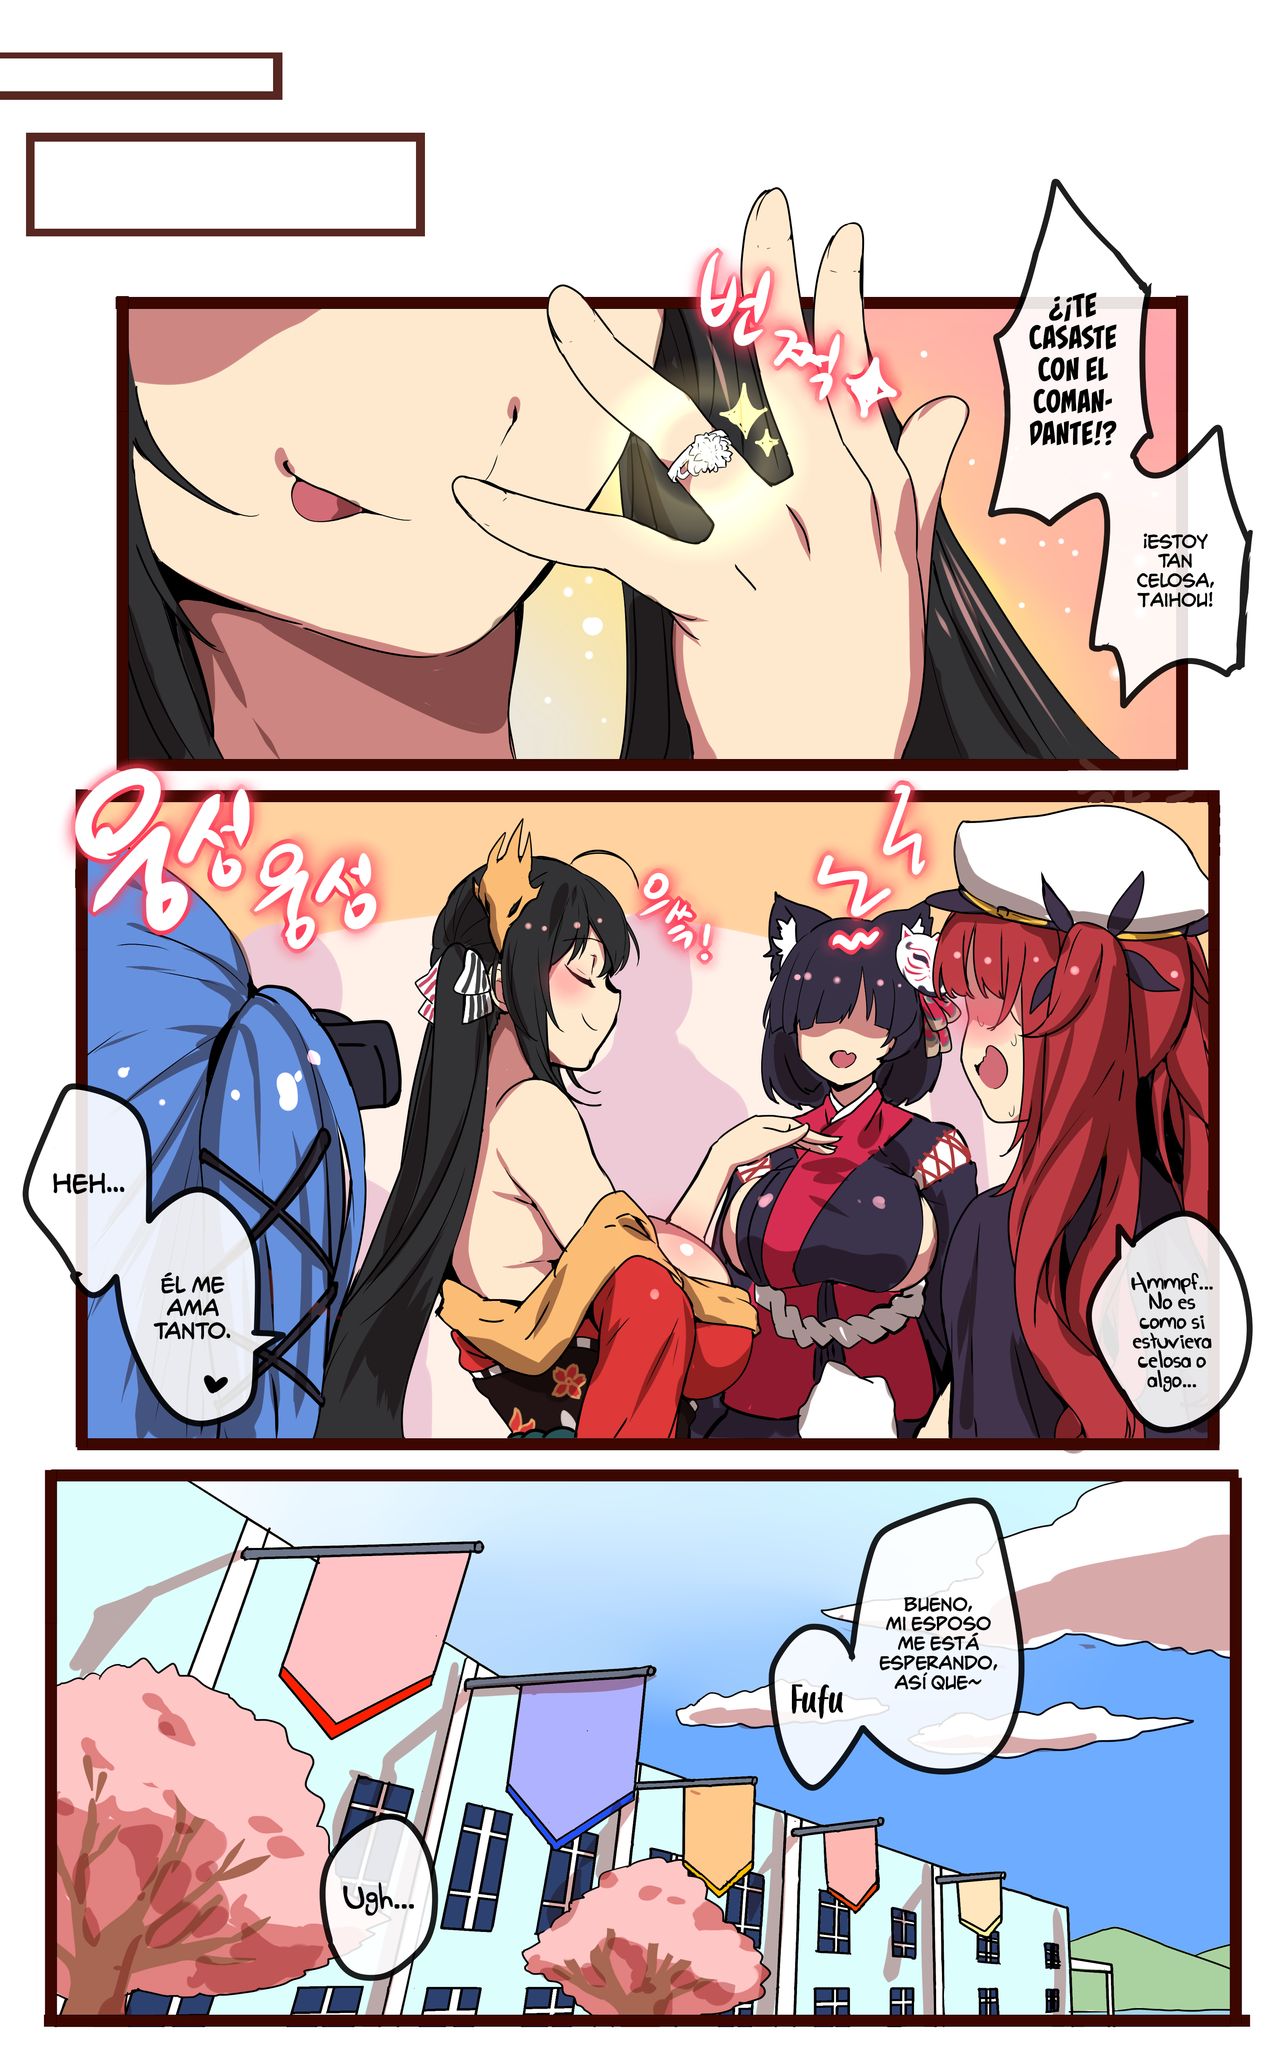 번
쩍
¿¡TE
CASASTE
CON EL
COMAN-
DANTE!?
¡ESTOY
TAN
CELOSA,
TAIHOU!
웅성
웅성
으쓱!
HEH...
ÉL ME
AMA
TANTO.
Hmmpf...
No es
como si
estuviera
celosa o
algo...
BUENO,
MI ESPOSO
ME ESTÁ
ESPERANDO,
ASÍ QUE~
Fufu
Ugh...